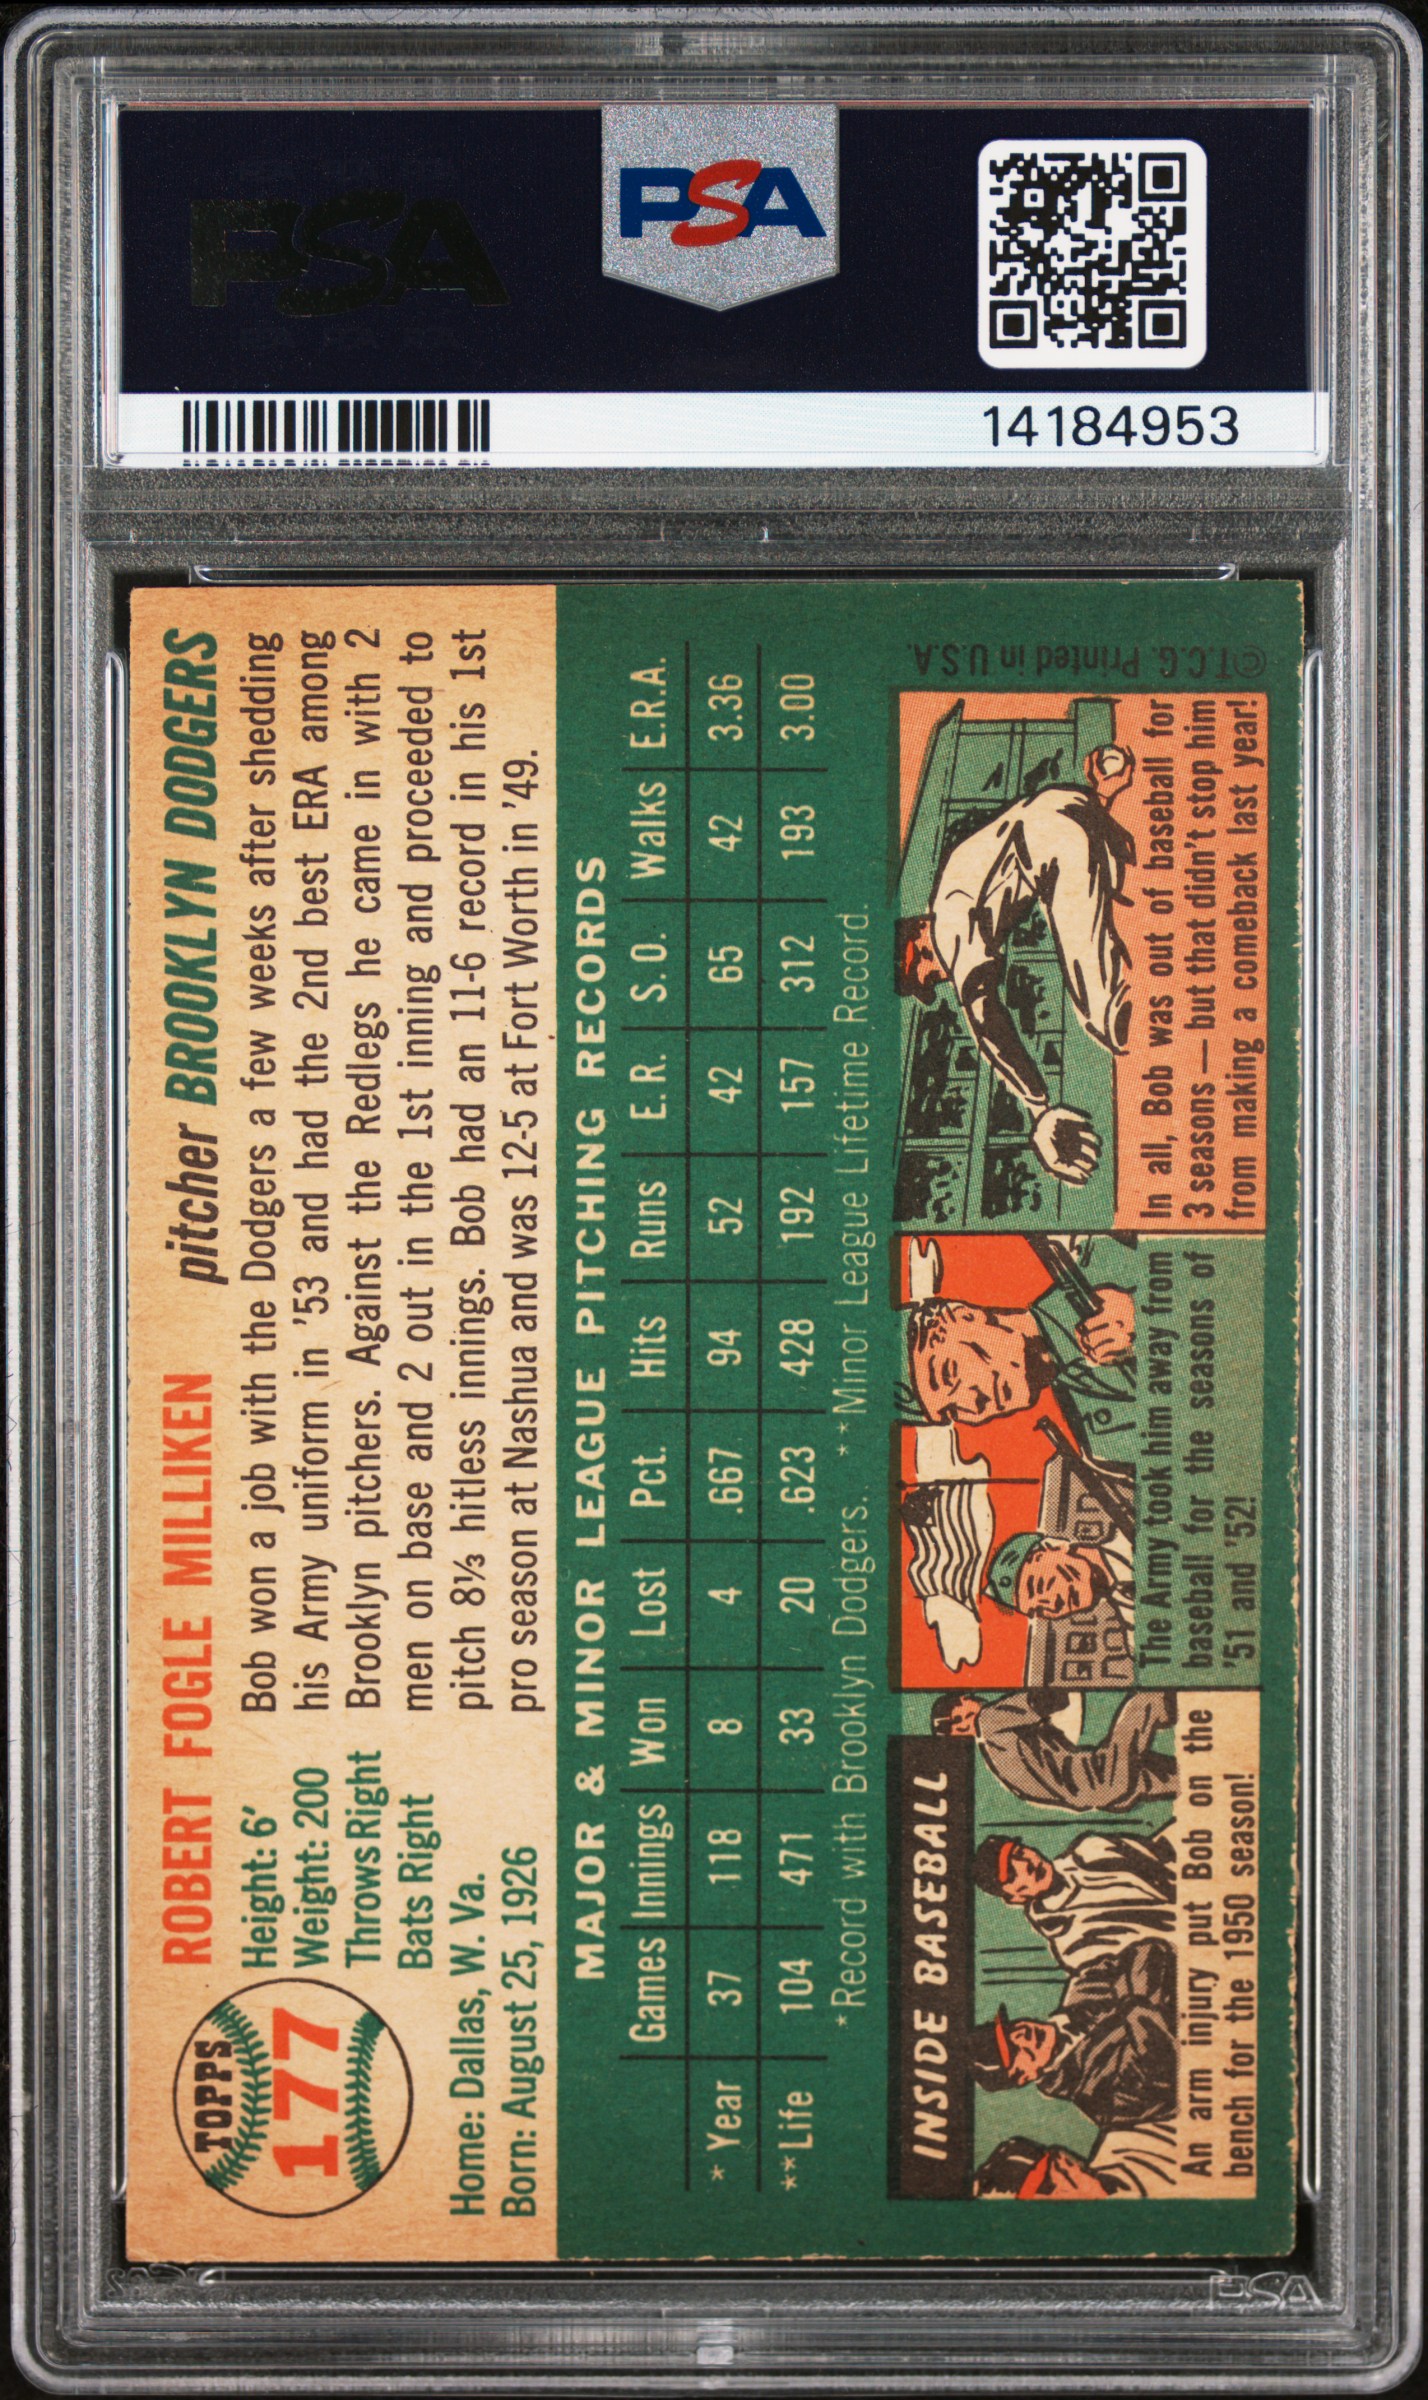 PSA
PSA
14184953
TOPPS
177
ROBERT FOGLE MILLIKEN pitcher BROOKLYN DODGERS
Height: 6'
Weight: 200
Throws Right
Bats Right
Home: Dallas, W. Va.
Born: August 25, 1926
Bob won a job with the Dodgers a few weeks after shedding
his Army uniform in '53 and had the 2nd best ERA among
Brooklyn pitchers. Against the Redlegs he came in with 2
men on base and 2 out in the 1st inning and proceeded to
pitch 8⅓ hitless innings. Bob had an 11-6 record in his 1st
pro season at Nashua and was 12-5 at Fort Worth in '49.
MAJOR & MINOR LEAGUE PITCHING RECORDS
Games Innings Won Lost Pct. Hits Runs E.R. S.O. Walks E.R.A.
* Year 37 118 8 4 .667 94 52 42 65 42 3.36
**Life 104 471 33 20 .623 428 192 157 312 193 3.00
*Record with Brooklyn Dodgers. **Minor League Lifetime Record.
INSIDE BASEBALL
An arm injury put Bob on the
bench for the 1950 season!
The Army took him away from
baseball for the seasons of
'51 and '52!
In all, Bob was out of baseball for
3 seasons — but that didn't stop him
from making a comeback last year!
©T.C.G. Printed in U.S.A.
PSA